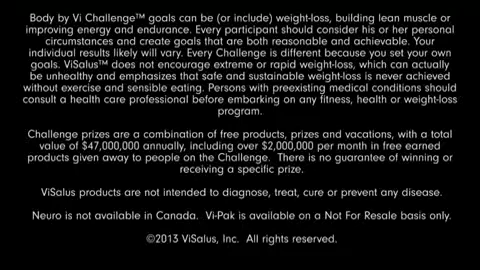 Body by Vi Challenge™ goals can be (or include) weight-loss, building lean muscle or
improving energy and endurance. Every participant should consider his or her personal
circumstances and create goals that are both reasonable and achievable. Your
individual results likely will vary. Every Challenge is different because you set your own
goals. ViSalus™ does not encourage extreme or rapid weight-loss, which can actually
be unhealthy and emphasizes that safe and sustainable weight-loss is never achieved
without exercise and sensible eating. Persons with preexisting medical conditions should
consult a health care professional before embarking on any fitness, health or weight-loss
program.
Challenge prizes are a combination of free products, prizes and vacations, with a total
value of $47,000,000 annually, including over $2,000,000 per month in free earned
products given away to people on the Challenge. There is no guarantee of winning or
receiving a specific prize.
ViSalus products are not intended to diagnose, treat, cure or prevent any disease.
Neuro is not available in Canada. Vi-Pak is available on a Not For Resale basis only.
©2013 ViSalus, Inc. All rights reserved.